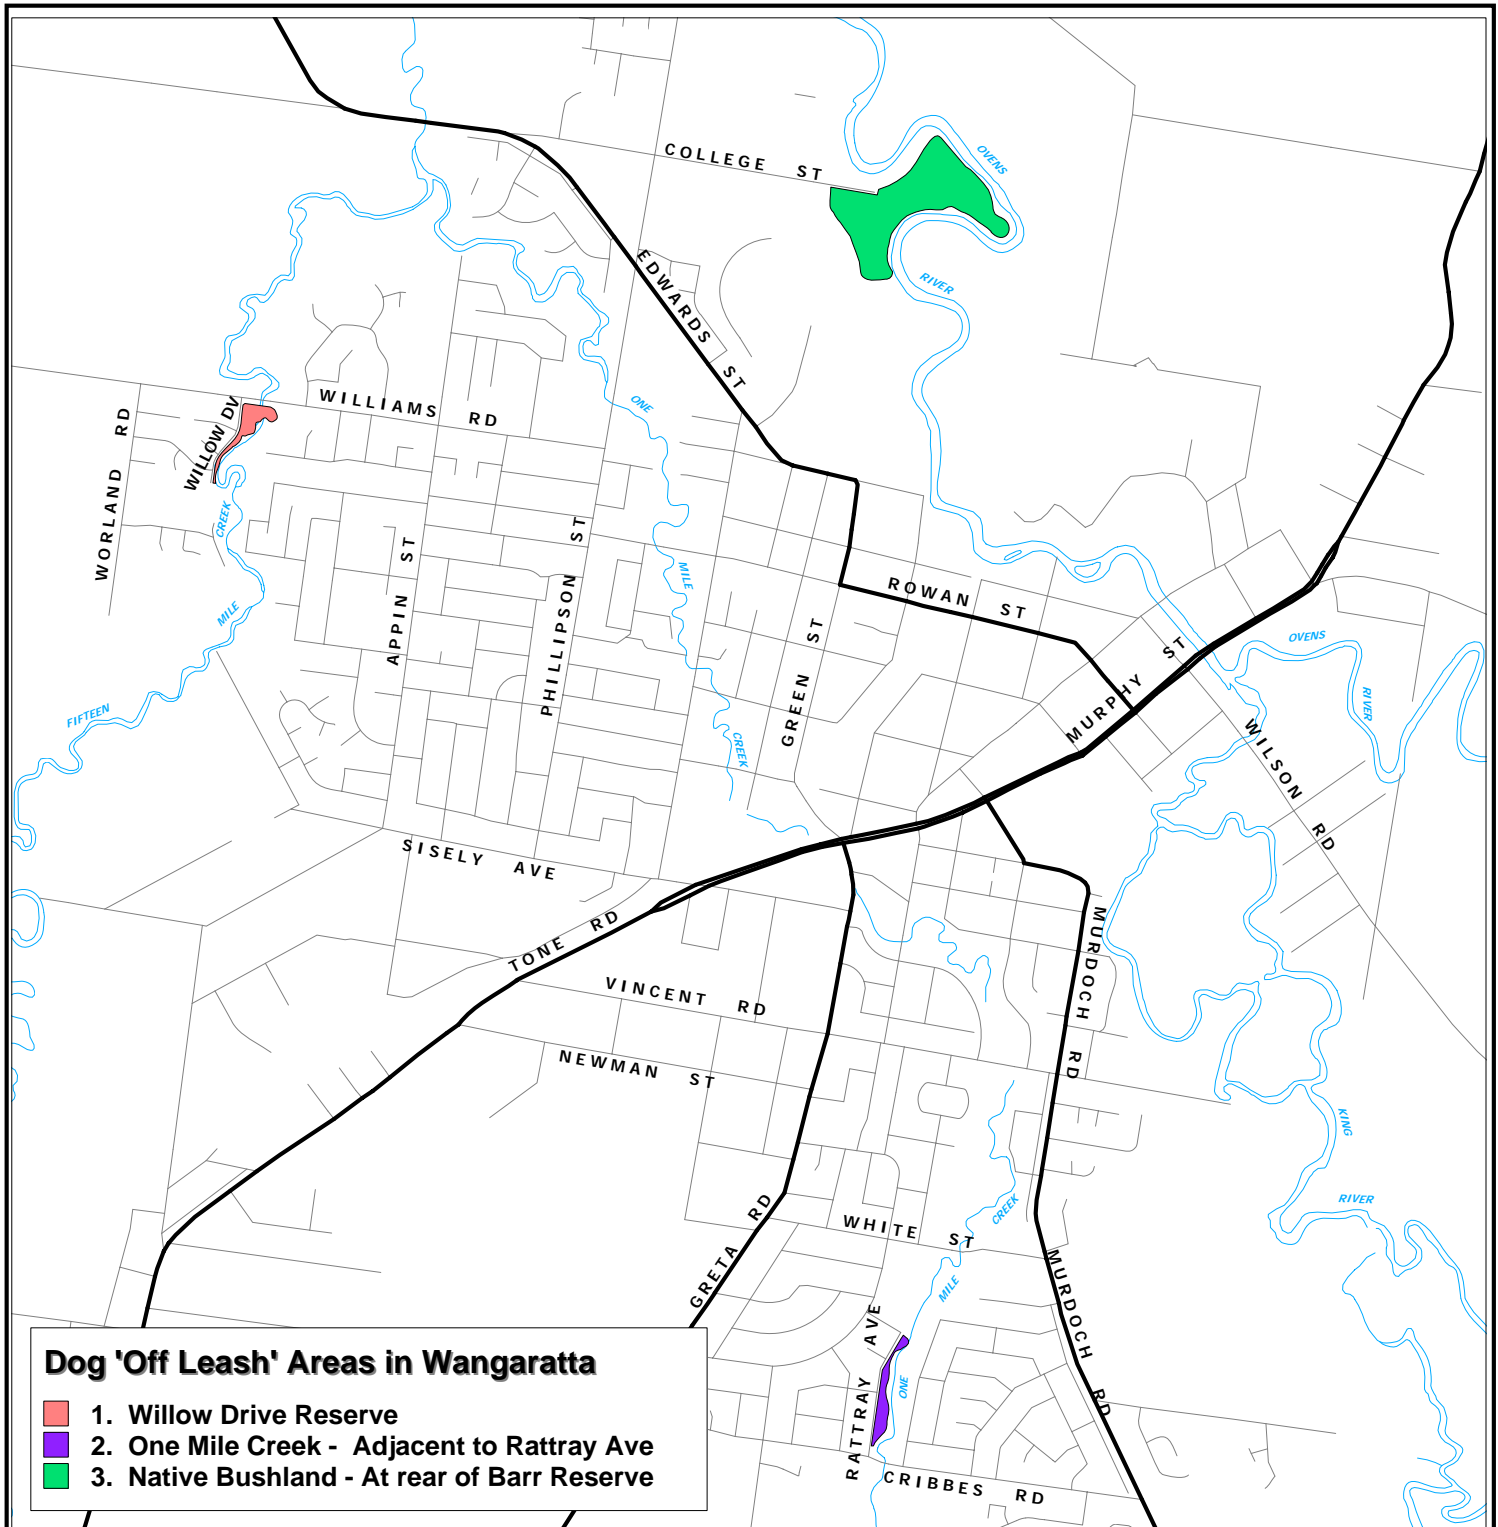 COLLEGE ST
OVENS
RIVER
EDWARDS ST
WILLIAMS RD
ONE
WILLOW DV
WORLAND RD
CREEK
MILE
FIFTEEN
APPIN ST
PHILLIPSON ST
MILE
CREEK
GREEN ST
ROWAN ST
MURPHY ST
OVENS
RIVER
WILSON RD
SISELY AVE
TONE RD
VINCENT RD
NEWMAN ST
MURDOCH RD
KING
RIVER
GRETA RD
WHITE ST
CREEK
MILE
ONE
MURDOCH RD
RATTRAY AVE
CRIBBES RD
Dog 'Off Leash' Areas in Wangaratta
1. Willow Drive Reserve
2. One Mile Creek - Adjacent to Rattray Ave
3. Native Bushland - At rear of Barr Reserve